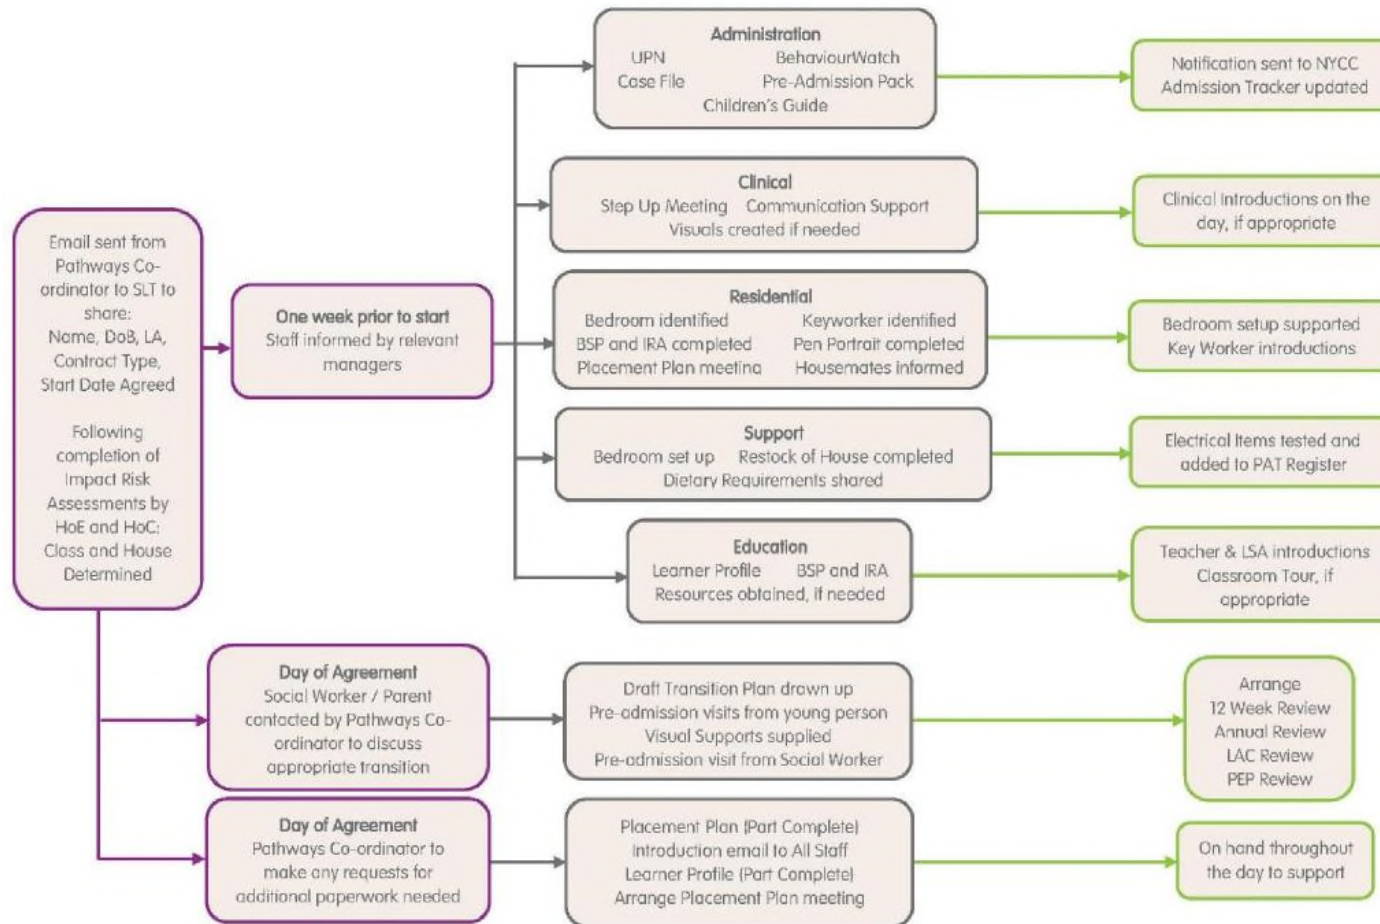 Email sent from
Pathways Co-
ordinator to SLT to
share:
Name, DoB, LA,
Contract Type,
Start Date Agreed
Following
completion of
Impact Risk
Assessments by
HoE and HoC:
Class and House
Determined
One week prior to start
Staff informed by relevant
managers
Administration
UPN BehaviourWatch
Case File Pre-Admission Pack
Children's Guide
Notification sent to NYCC
Admission Tracker updated
Clinical
Step Up Meeting Communication Support
Visuals created if needed
Clinical Introductions on the
day, if appropriate
Residential
Bedroom identified Keyworker identified
BSP and IRA completed Pen Portrait completed
Placement Plan meeting Housemates informed
Bedroom setup supported
Key Worker introductions
Support
Bedroom set up Restock of House completed
Dietary Requirements shared
Electrical Items tested and
added to PAT Register
Education
Learner Profile BSP and IRA
Resources obtained, if needed
Teacher & LSA introductions
Classroom Tour, if
appropriate
Day of Agreement
Social Worker / Parent
contacted by Pathways Co-
ordinator to discuss
appropriate transition
Draft Transition Plan drawn up
Pre-admission visits from young person
Visual Supports supplied
Pre-admission visit from Social Worker
Arrange
12 Week Review
Annual Review
LAC Review
PEP Review
Day of Agreement
Pathways Co-ordinator to
make any requests for
additional paperwork needed
Placement Plan (Part Complete)
Introduction email to All Staff
Learner Profile (Part Complete)
Arrange Placement Plan meeting
On hand throughout
the day to support